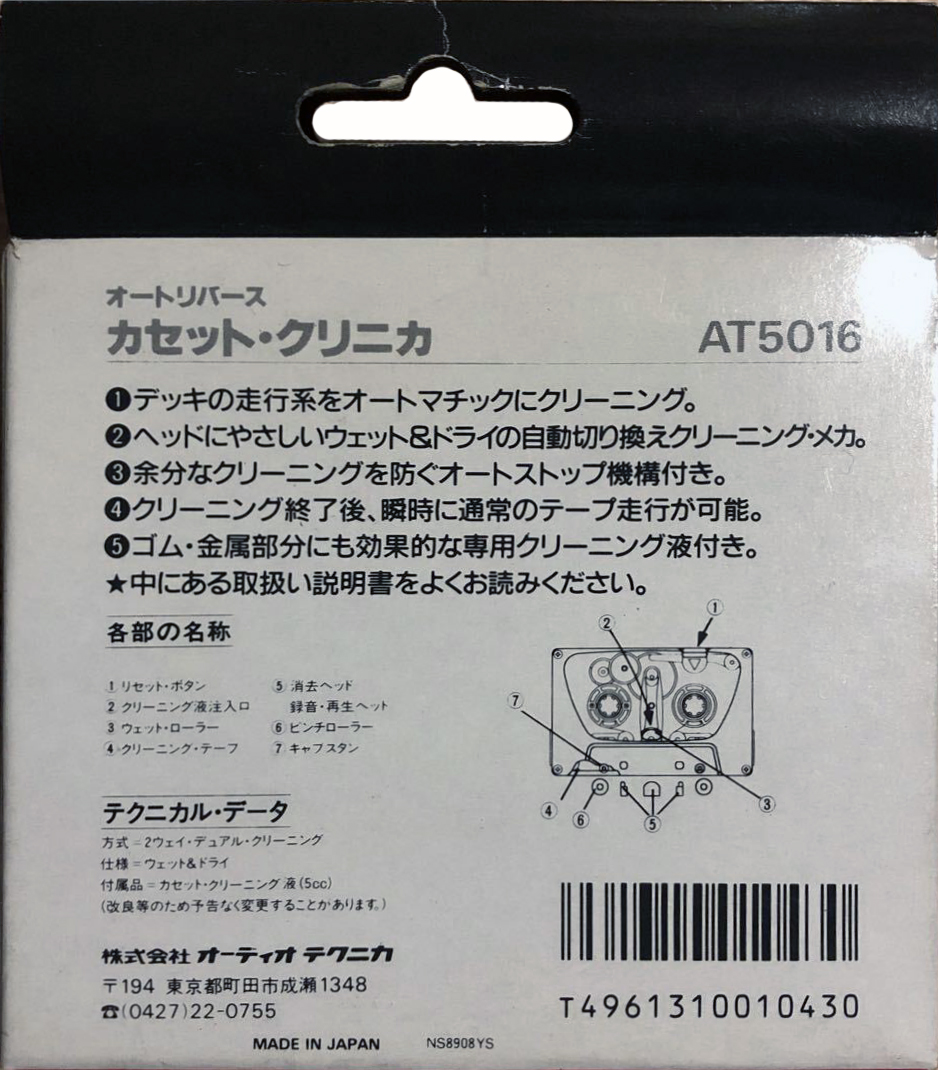 オートリバース
カセット・クリニカ AT5016
❶デッキの走行系をオートマチックにクリーニング。
❷ヘッドにやさしいウェット&ドライの自動切り換えクリーニング・メカ。
❸余分なクリーニングを防ぐオートストップ機構付き。
❹クリーニング終了後、瞬時に通常のテープ走行が可能。
❺ゴム・金属部分にも効果的な専用クリーニング液付き。
★中にある取扱い説明書をよくお読みください。
各部の名称
① リセット・ボタン
2 クリーニング液注入口
3 ウェット・ローラー
④クリーニング・テープ
⑤ 消去ヘッド
録音・再生ヘット
⑥ ピンチローラー
⑦ キャプスタン
①
②
⑦
④
⑥
⑤
③
テクニカル・データ
方式=2ウェイ・デュアル・クリーニング
仕様=ウェット&ドライ
付属品=カセット・クリーニング液(5cc)
(改良等のため予告なく変更することがあります。)
株式会社 オーディオテクニカ
〒194 東京都町田市成瀬1348
☎(0427)22-0755
T4961310010430
MADE IN JAPAN NS8908YS